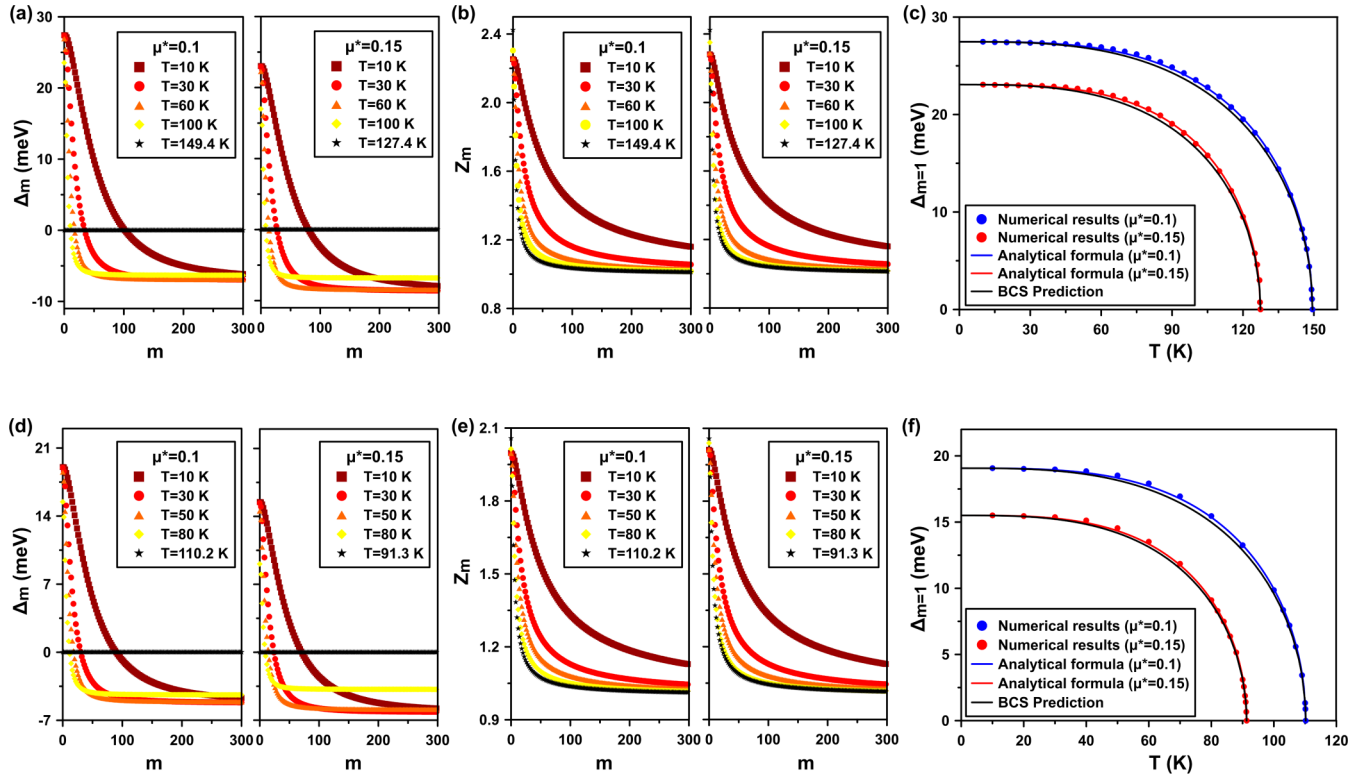 (a)
30
20
10
0
-10
Δm (meV)
μ*=0.1
T=10 K
T=30 K
T=60 K
T=100 K
T=149.4 K
μ*=0.15
T=10 K
T=30 K
T=60 K
T=100 K
T=127.4 K
0 100 200 300
100 200 300
m
m
(b)
2.4
2.0
1.6
1.2
0.8
Zm
μ*=0.1
T=10 K
T=30 K
T=60 K
T=100 K
T=149.4 K
μ*=0.15
T=10 K
T=30 K
T=60 K
T=100 K
T=127.4 K
0 100 200 300
0 100 200 300
m
m
(c)
30
20
10
0
Δm=1 (meV)
Numerical results (μ*=0.1)
Numerical results (μ*=0.15)
Analytical formula (μ*=0.1)
Analytical formula (μ*=0.15)
BCS Prediction
0 30 60 90 120 150
T (K)
(d)
21
14
7
0
-7
Δm (meV)
μ*=0.1
T=10 K
T=30 K
T=50 K
T=80 K
T=110.2 K
μ*=0.15
T=10 K
T=30 K
T=50 K
T=80 K
T=91.3 K
0 100 200 300
100 200 300
m
m
(e)
2.1
1.8
1.5
1.2
0.9
Zm
μ*=0.1
T=10 K
T=30 K
T=50 K
T=80 K
T=110.2 K
μ*=0.15
T=10 K
T=30 K
T=50 K
T=80 K
T=91.3 K
0 100 200 300
0 100 200 300
m
m
(f)
20
15
10
5
0
Δm=1 (meV)
Numerical results (μ*=0.1)
Numerical results (μ*=0.15)
Analytical formula (μ*=0.1)
Analytical formula (μ*=0.15)
BCS Prediction
0 20 40 60 80 100 120
T (K)